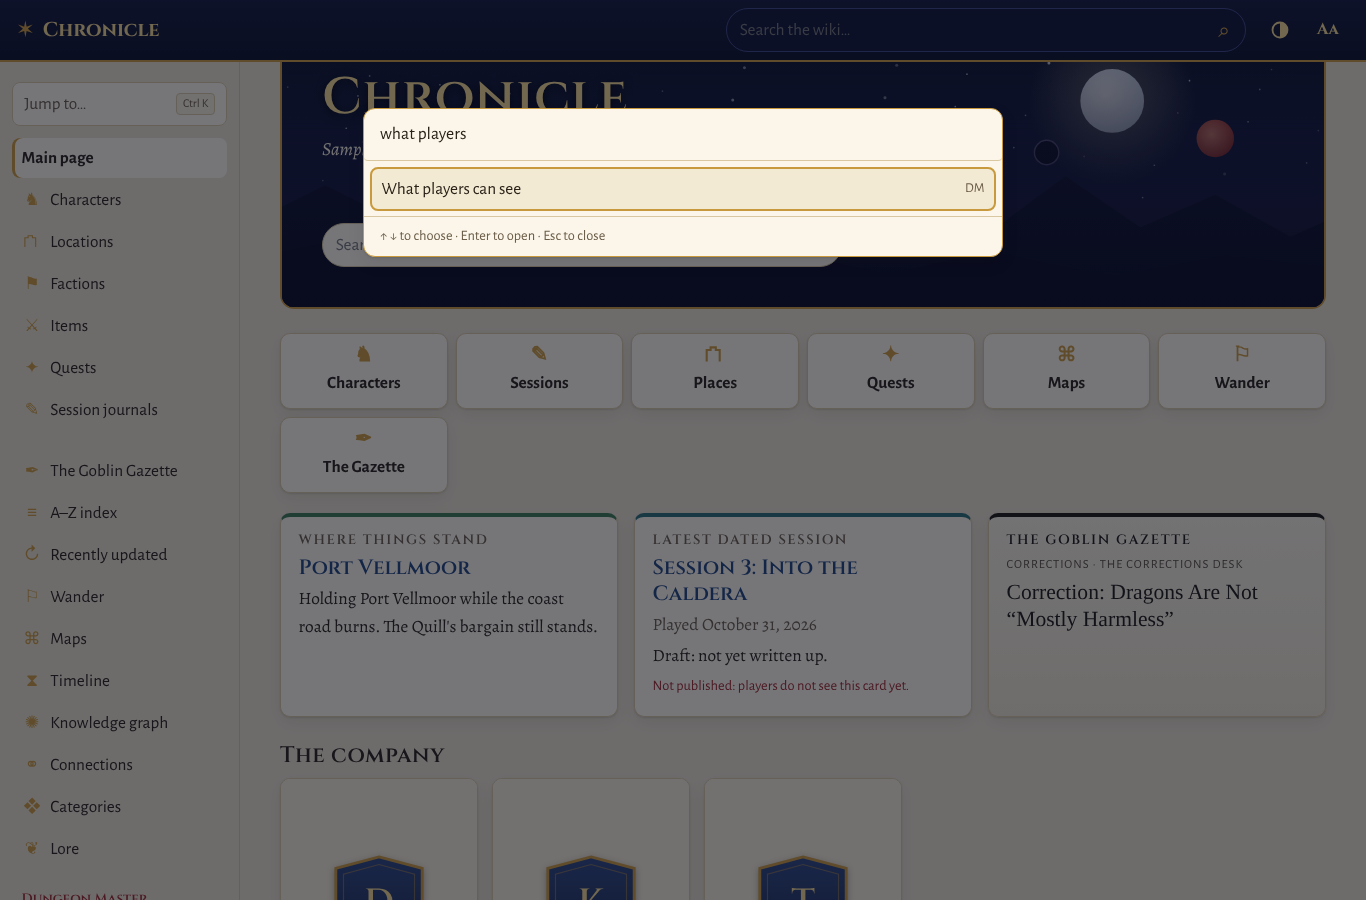 Chronicle
Search the wiki...
Aa
Jump to...
Ctrl K
Main page
Characters
Locations
Factions
Items
Quests
Session journals
The Goblin Gazette
A–Z index
Recently updated
Wander
Maps
Timeline
Knowledge graph
Connections
Categories
Lore
Dungeon Master
Chronicle
Samp
Sear
what players
What players can see
DM
↑ ↓ to choose · Enter to open · Esc to close
Characters
Sessions
Places
Quests
Maps
Wander
The Gazette
WHERE THINGS STAND
Port Vellmoor
Holding Port Vellmoor while the coast
road burns. The Quill's bargain still stands.
LATEST DATED SESSION
Session 3: Into the
Caldera
Played October 31, 2026
Draft: not yet written up.
Not published: players do not see this card yet.
THE GOBLIN GAZETTE
CORRECTIONS · THE CORRECTIONS DESK
Correction: Dragons Are Not
“Mostly Harmless”
The company
D
K
T